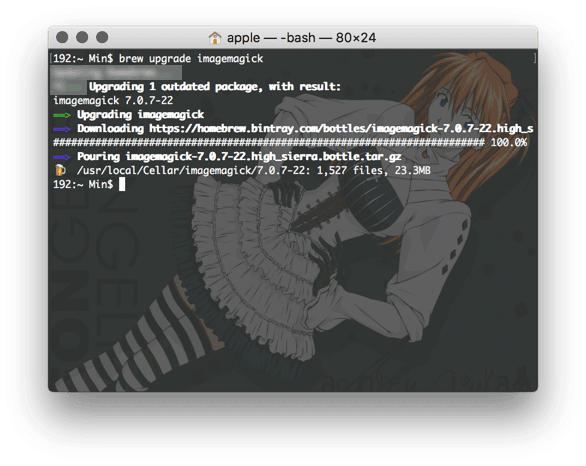 apple — -bash — 80×24
192:~ Min$ brew upgrade imagemagick
Upgrading 1 outdated package, with result:
imagemagick 7.0.7-22
==> Upgrading imagemagick
==> Downloading https://homebrew.bintray.com/bottles/imagemagick-7.0.7-22.high_s
######################################################################## 100.0%
==> Pouring imagemagick-7.0.7-22.high_sierra.bottle.tar.gz
🍺 /usr/local/Cellar/imagemagick/7.0.7-22: 1,527 files, 23.3MB
192:~ Min$